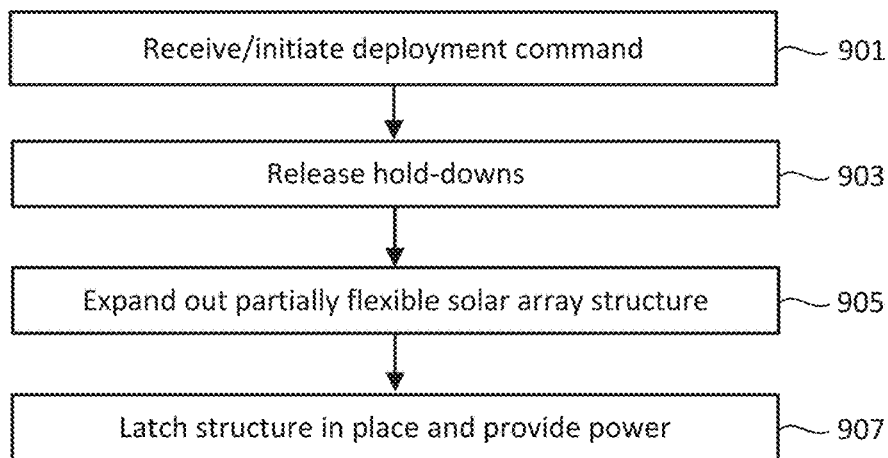 Receive/initiate deployment command 901
Release hold-downs 903
Expand out partially flexible solar array structure 905
Latch structure in place and provide power 907